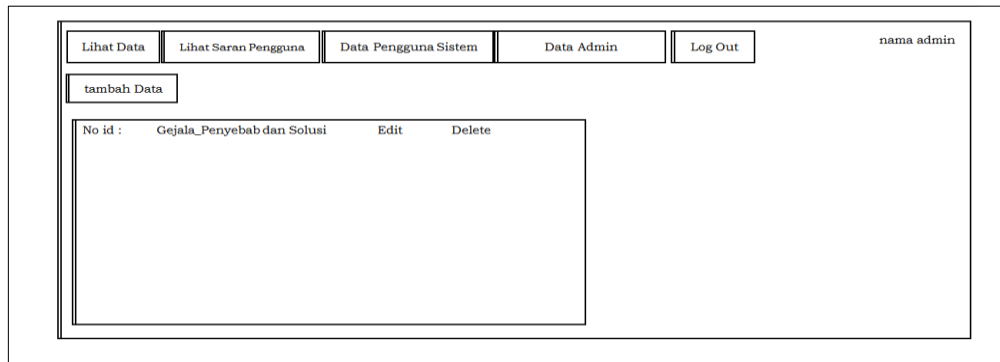 Lihat Data Lihat Saran Pengguna Data Pengguna Sistem Data Admin Log Out nama admin
tambah Data
No id : Gejala_Penyebab dan Solusi Edit Delete